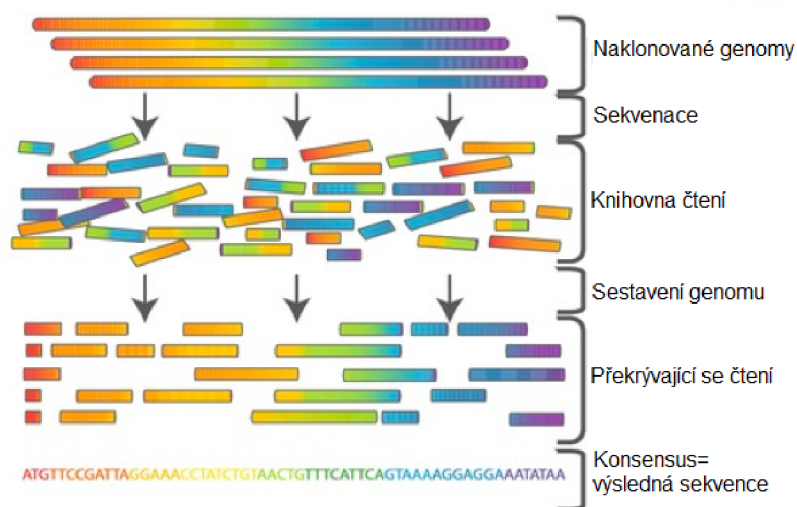 Naklonované genomy
Sekvenace
Knihovna čtení
Sestavení genomu
Překrývající se čtení
ATGTTCCGATTAGGAAACCTATCTGTAACTGTTTCATTCAGTAAAAGGAGGAAATATAA
Konsensus=
výsledná sekvence